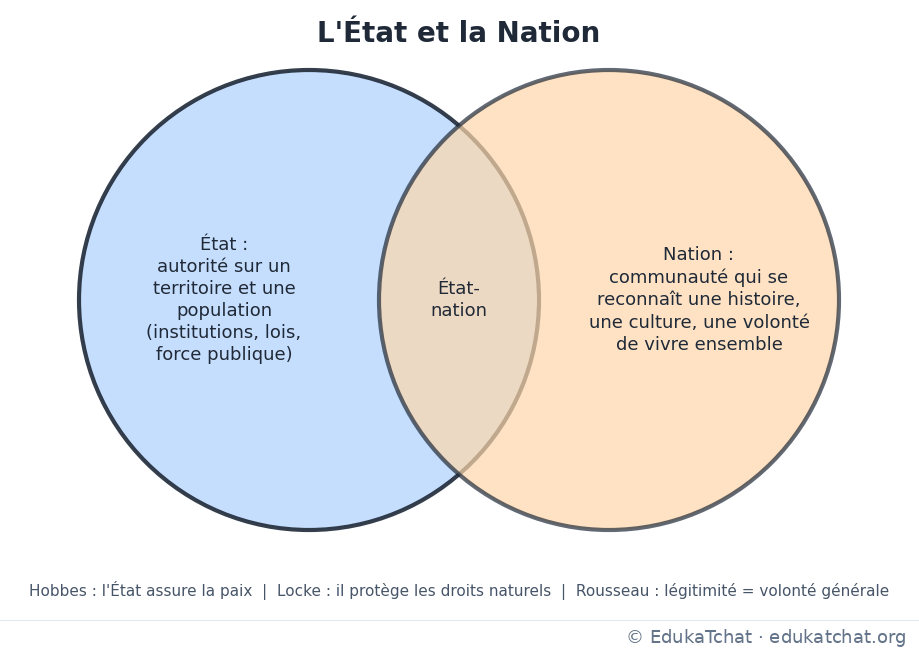 L'État et la Nation
État :
autorité sur un
territoire et une
population
(institutions, lois,
force publique)
État-
nation
Nation :
communauté qui se
reconnaît une histoire,
une culture, une volonté
de vivre ensemble
Hobbes : l'État assure la paix | Locke : il protège les droits naturels | Rousseau : légitimité = volonté générale
© EdukaTchat · edukatchat.org